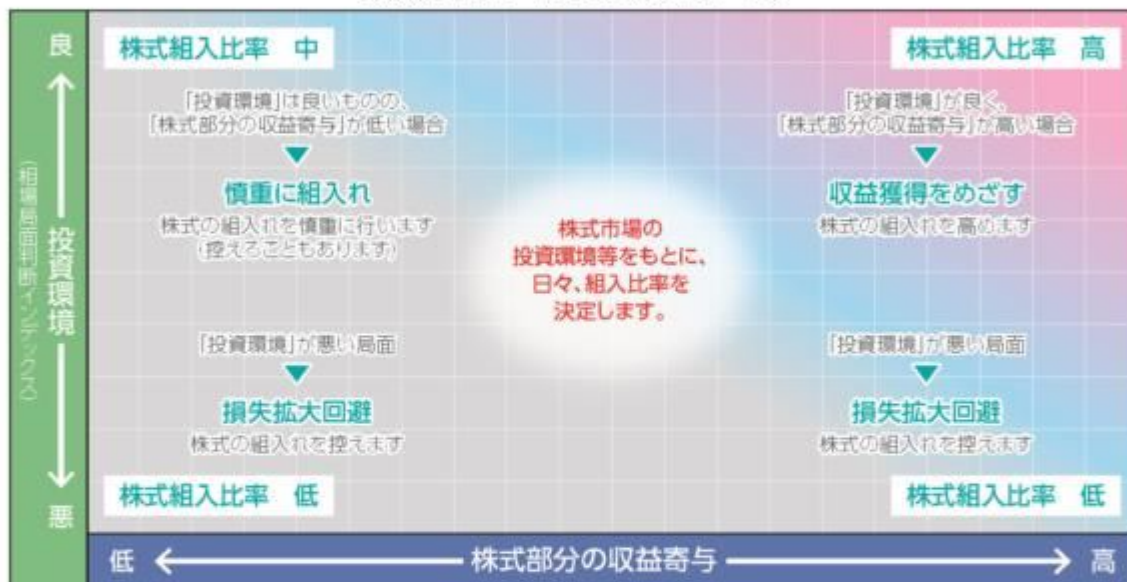 良
投資環境
(相場局面判断インデックス)
悪
株式組入比率 中
「投資環境」は良いものの、
「株式部分の収益寄与」が低い場合
慎重に組入れ
株式の組入れを慎重に行います
(控えることもあります)
株式組入比率 高
「投資環境」が良く、
「株式部分の収益寄与」が高い場合
収益獲得をめざす
株式の組入れを高めます
株式市場の
投資環境等をもとに、
日々、組入比率を
決定します。
「投資環境」が悪い局面
損失拡大回避
株式の組入れを控えます
株式組入比率 低
「投資環境」が悪い局面
損失拡大回避
株式の組入れを控えます
株式組入比率 低
低
株式部分の収益寄与
高